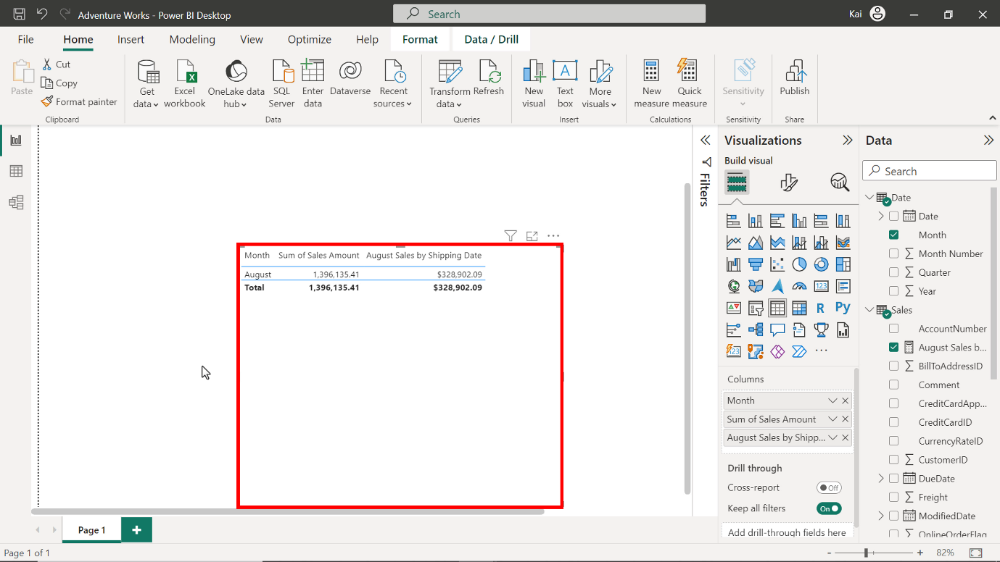 Adventure Works - Power BI Desktop
Search
Kai
File Home Insert Modeling View Optimize Help Format Data / Drill
Paste
Cut
Copy
Format painter
Clipboard
Get data
Excel workbook
OneLake data hub
SQL Server
Enter data
Dataverse
Recent sources
Data
Transform data
Refresh
Queries
New visual
Text box
More visuals
Insert
New measure
Quick measure
Calculations
Sensitivity
Sensitivity
Publish
Share
Filters
Month Sum of Sales Amount August Sales by Shipping Date
August 1,396,135.41 $328,902.09
Total 1,396,135.41 $328,902.09
Visualizations
Build visual
123
R
Py
123
Columns
Month
Sum of Sales Amount
August Sales by Shipp...
Drill through
Cross-report Off
Keep all filters On
Add drill-through fields here
Data
Search
Date
Date
Month
Month Number
Quarter
Year
Sales
AccountNumber
August Sales b...
BillToAddressID
Comment
CreditCardApp...
CreditCardID
CurrencyRateID
CustomerID
DueDate
Freight
ModifiedDate
OnlineOrderFlag
Page 1
Page 1 of 1
- + 82%